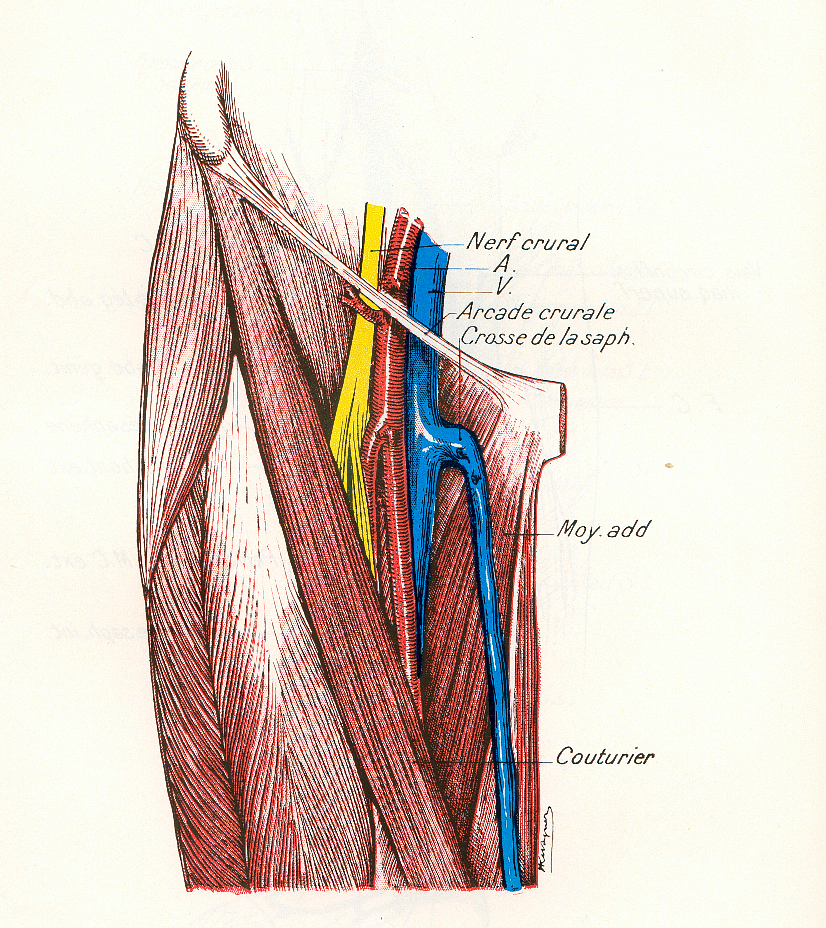 Nerf crural
A.
V.
Arcade crurale
Crosse de la saph.
Moy. add
Couturier